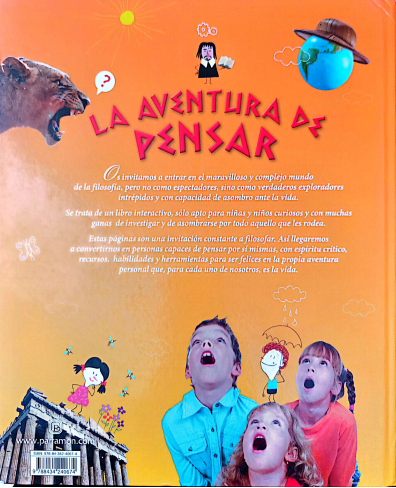 ?
LA AVENTURA DE
PENSAR
Os invitamos a entrar en el maravilloso y complejo mundo
de la filosofía, pero no como espectadores, sino como verdaderos exploradores
intrépidos y con capacidad de asombro ante la vida.
Se trata de un libro interactivo, sólo apto para niñas y niños curiosos y con muchas
ganas de investigar y de asombrarse por todo aquello que les rodea.
Estas páginas son una invitación constante a filosofar. Así llegaremos
a convertirnos en personas capaces de pensar por sí mismas, con espíritu crítico,
recursos, habilidades y herramientas para ser felices en la propia aventura
personal que, para cada uno de nosotros, es la vida.
www.parramon.com
9 788434 240674